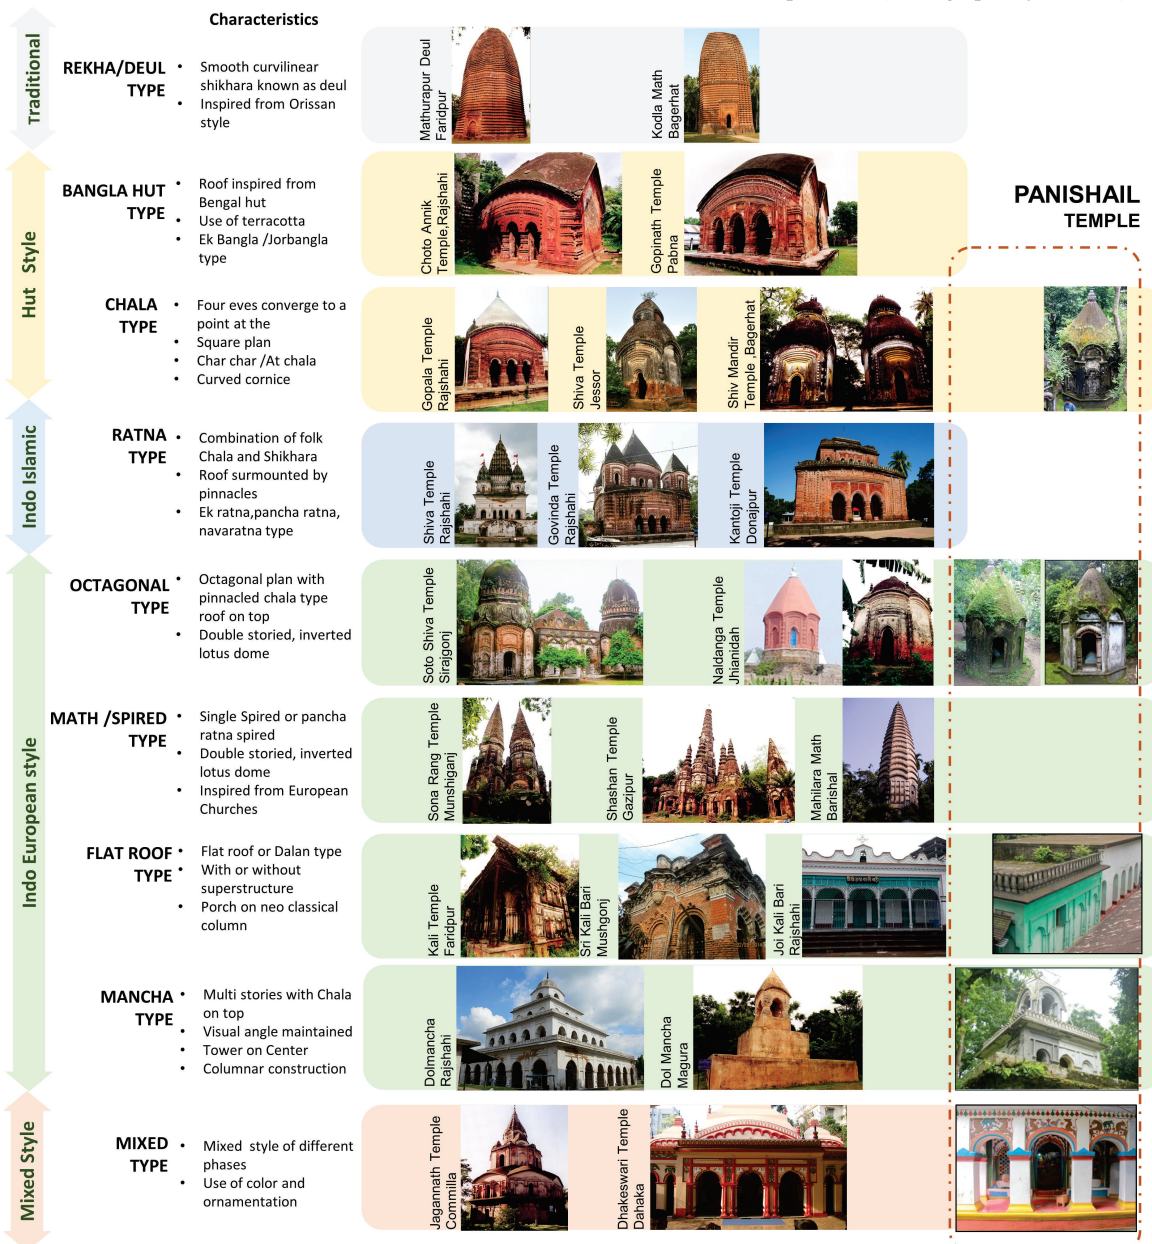 Characteristics
Traditional
REKHA/DEUL
TYPE
• Smooth curvilinear
shikhara known as deul
• Inspired from Orissan
style
Mathurapur Deul
Faridpur
Kodla Math
Bagerhat
Hut Style
BANGLA HUT
TYPE
• Roof inspired from
Bengal hut
• Use of terracotta
• Ek Bangla /Jorbangla
type
Choto Annik
Temple,Rajshahi
Gopinath Temple
Pabna
PANISHAIL
TEMPLE
CHALA
TYPE
• Four eves converge to a
point at the
• Square plan
• Char char /At chala
• Curved cornice
Gopala Temple
Rajshahi
Shiva Temple
Jessor
Shiv Mandir
Temple ,Bagerhat
Indo Islamic
RATNA
TYPE
• Combination of folk
Chala and Shikhara
• Roof surmounted by
pinnacles
• Ek ratna,pancha ratna,
navaratna type
Shiva Temple
Rajshahi
Govinda Temple
Rajshahi
Kantoji Temple
Donajpur
Indo European style
OCTAGONAL
TYPE
• Octagonal plan with
pinnacled chala type
roof on top
• Double storied, inverted
lotus dome
Soto Shiva Temple
Sirajgonj
Naldanga Temple
Jhianidah
MATH /SPIRED
TYPE
• Single Spired or pancha
ratna spired
• Double storied, inverted
lotus dome
• Inspired from European
Churches
Sona Rang Temple
Munshiganj
Shashan Temple
Gazipur
Mahilara Math
Barishal
FLAT ROOF
TYPE
• Flat roof or Dalan type
• With or without
superstructure
• Porch on neo classical
column
Kali Temple
Faridpur
Sri Kali Bari
Mushgonj
Joi Kali Bari
Rajshahi
MANCHA
TYPE
• Multi stories with Chala
on top
• Visual angle maintained
• Tower on Center
• Columnar construction
Dolmancha
Rajshahi
Dol Mancha
Magura
Mixed Style
MIXED
TYPE
• Mixed style of different
phases
• Use of color and
ornamentation
Jagannath Temple
Commilla
Dhakeswari Temple
Dahaka